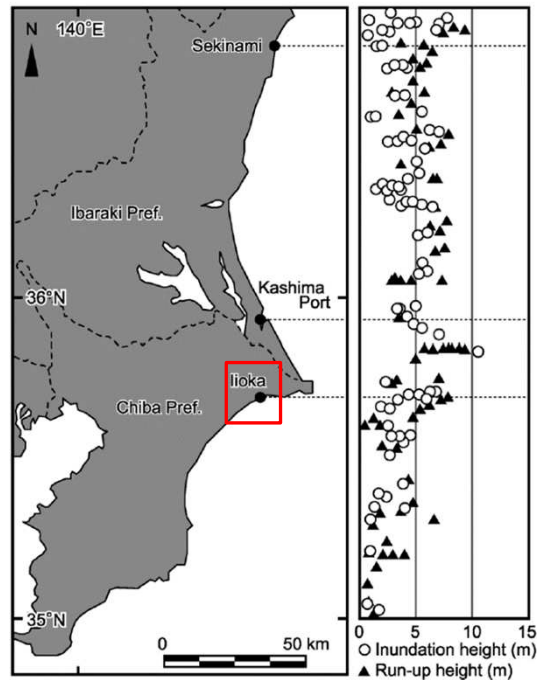 140°E
N
Sekinami
Ibaraki Pref.
36°N
Kashima
Port
Iioka
Chiba Pref.
35°N
0 50 km
0 5 10 15
Inundation height (m)
Run-up height (m)